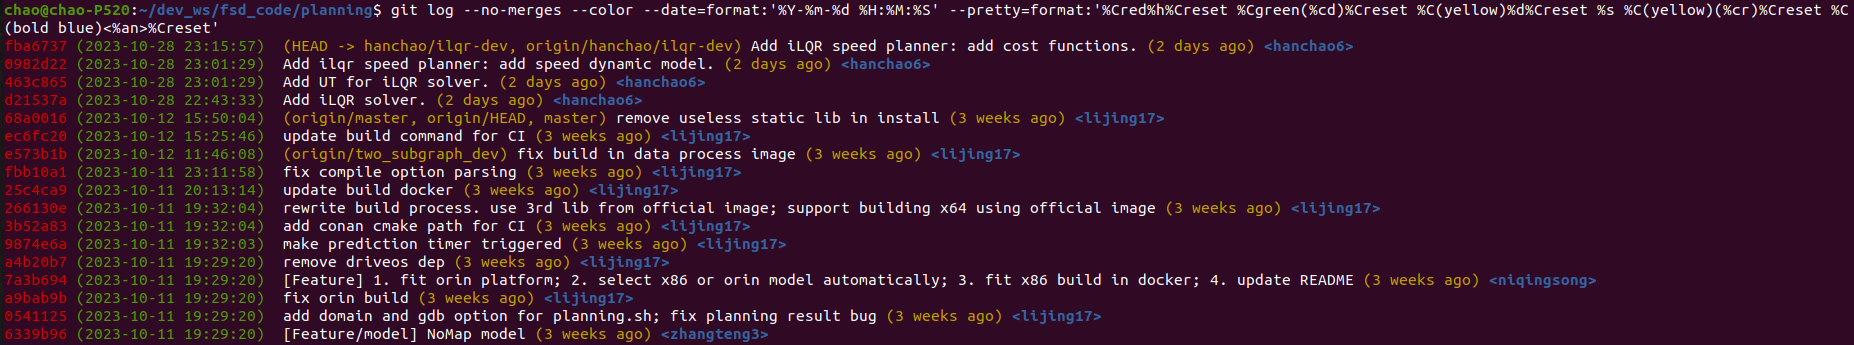 chao@chao-P520:~/dev_ws/fsd_code/planning$ git log --no-merges --color --date=format:'%Y-%m-%d %H:%M:%S' --pretty=format:'%Cred%h%Creset %Cgreen(%cd)%Creset %C(yellow)%d%Creset %s %C(yellow)(%cr)%Creset %C
(bold blue)<%an>%Creset'
fba6737 (2023-10-28 23:15:57)  (HEAD -> hanchao/ilqr-dev, origin/hanchao/ilqr-dev) Add iLQR speed planner: add cost functions. (2 days ago) <hanchao6>
0982d22 (2023-10-28 23:01:29)  Add ilqr speed planner: add speed dynamic model. (2 days ago) <hanchao6>
463c865 (2023-10-28 23:01:29)  Add UT for iLQR solver. (2 days ago) <hanchao6>
d21537a (2023-10-28 22:43:33)  Add iLQR solver. (2 days ago) <hanchao6>
68a0016 (2023-10-12 15:50:04)  (origin/master, origin/HEAD, master) remove useless static lib in install (3 weeks ago) <lijing17>
ec6fc20 (2023-10-12 15:25:46)  update build command for CI (3 weeks ago) <lijing17>
e573b1b (2023-10-12 11:46:08)  (origin/two_subgraph_dev) fix build in data process image (3 weeks ago) <lijing17>
fbb10a1 (2023-10-11 23:11:58)  fix compile option parsing (3 weeks ago) <lijing17>
25c4ca9 (2023-10-11 20:13:14)  update build docker (3 weeks ago) <lijing17>
266130e (2023-10-11 19:32:04)  rewrite build process. use 3rd lib from official image; support building x64 using official image (3 weeks ago) <lijing17>
3b52a83 (2023-10-11 19:32:04)  add conan cmake path for CI (3 weeks ago) <lijing17>
9874e6a (2023-10-11 19:32:03)  make prediction timer triggered (3 weeks ago) <lijing17>
a4b20b7 (2023-10-11 19:29:20)  remove driveos dep (3 weeks ago) <lijing17>
7a3b694 (2023-10-11 19:29:20)  [Feature] 1. fit orin platform; 2. select x86 or orin model automatically; 3. fit x86 build in docker; 4. update README (3 weeks ago) <niqingsong>
a9bab9b (2023-10-11 19:29:20)  fix orin build (3 weeks ago) <lijing17>
0541125 (2023-10-11 19:29:20)  add domain and gdb option for planning.sh; fix planning result bug (3 weeks ago) <lijing17>
6339b96 (2023-10-11 19:29:20)  [Feature/model] NoMap model (3 weeks ago) <zhangteng3>